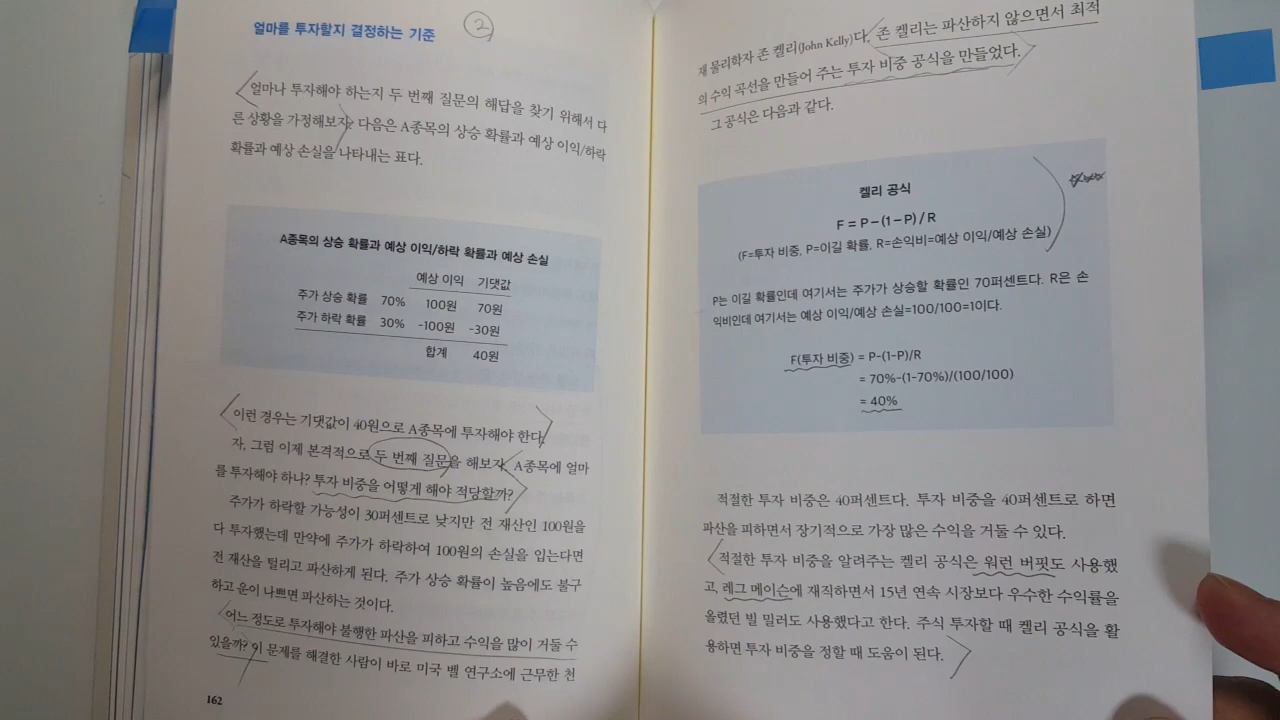 얼마를 투자할지 결정하는 기준
②
얼마나 투자해야 하는지 두 번째 질문의 해답을 찾기 위해서 다
른 상황을 가정해보자. 다음은 A종목의 상승 확률과 예상 이익/하락
확률과 예상 손실을 나타내는 표다.
A종목의 상승 확률과 예상 이익/하락 확률과 예상 손실
예상 이익 기댓값
주가 상승 확률 70% 100원 70원
주가 하락 확률 30% -100원 -30원
합계 40원
이런 경우는 기댓값이 40원으로 A종목에 투자해야 한다.
자, 그럼 이제 본격적으로 두 번째 질문을 해보자. A종목에 얼마
를 투자해야 하나? 투자 비중을 어떻게 해야 적당할까?
주가가 하락할 가능성이 30퍼센트로 낮지만 전 재산인 100원을
다 투자했는데 만약에 주가가 하락하여 100원의 손실을 입는다면
전 재산을 털리고 파산하게 된다. 주가 상승 확률이 높음에도 불구
하고 운이 나쁘면 파산하는 것이다.
어느 정도로 투자해야 불행한 파산을 피하고 수익을 많이 거둘 수
있을까? 이 문제를 해결한 사람이 바로 미국 벨 연구소에 근무한 천
162
재 물리학자 존 켈리(John Kelly)다. 존 켈리는 파산하지 않으면서 최적
의 수익 곡선을 만들어 주는 투자 비중 공식을 만들었다.
그 공식은 다음과 같다.
켈리 공식
F = P-(1-P) / R
(F=투자 비중, P=이길 확률, R=손익비=예상 이익/예상 손실)
P는 이길 확률인데 여기서는 주가가 상승할 확률인 70퍼센트다. R은 손
익비인데 여기서는 예상 이익/예상 손실=100/100=1이다.
F(투자 비중) = P-(1-P)/R
= 70%-(1-70%)/(100/100)
= 40%
적절한 투자 비중은 40퍼센트다. 투자 비중을 40퍼센트로 하면
파산을 피하면서 장기적으로 가장 많은 수익을 거둘 수 있다.
적절한 투자 비중을 알려주는 켈리 공식은 워런 버핏도 사용했
고, 레그 메이슨에 재직하면서 15년 연속 시장보다 우수한 수익률을
올렸던 빌 밀러도 사용했다고 한다. 주식 투자할 때 켈리 공식을 활
용하면 투자 비중을 정할 때 도움이 된다.